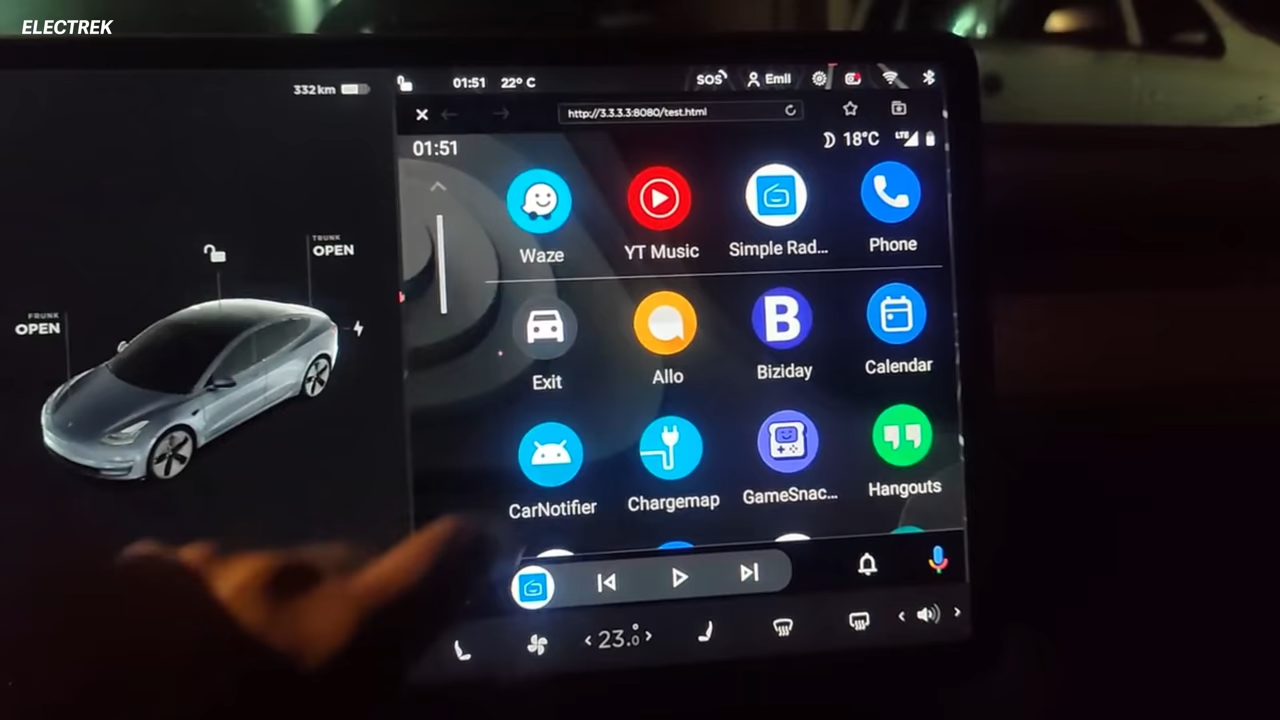 ELECTREK
332 km
01:51 22° C SOS Emil
http://3.3.3.3:8080/test.html
01:51
18°C LTE
Waze YT Music Simple Rad... Phone
Exit Allo Biziday Calendar
CarNotifier Chargemap GameSnac... Hangouts
TRUNK
OPEN
FRUNK
OPEN
< 23.0 >
< >